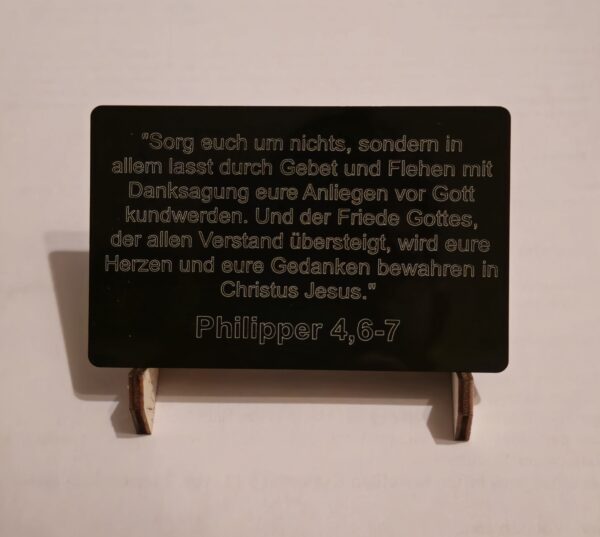 "Sorg euch um nichts, sondern in
allem lasst durch Gebet und Flehen mit
Danksagung eure Anliegen vor Gott
kundwerden. Und der Friede Gottes,
der allen Verstand übersteigt, wird eure
Herzen und eure Gedanken bewahren in
Christus Jesus."
Philipper 4,6-7